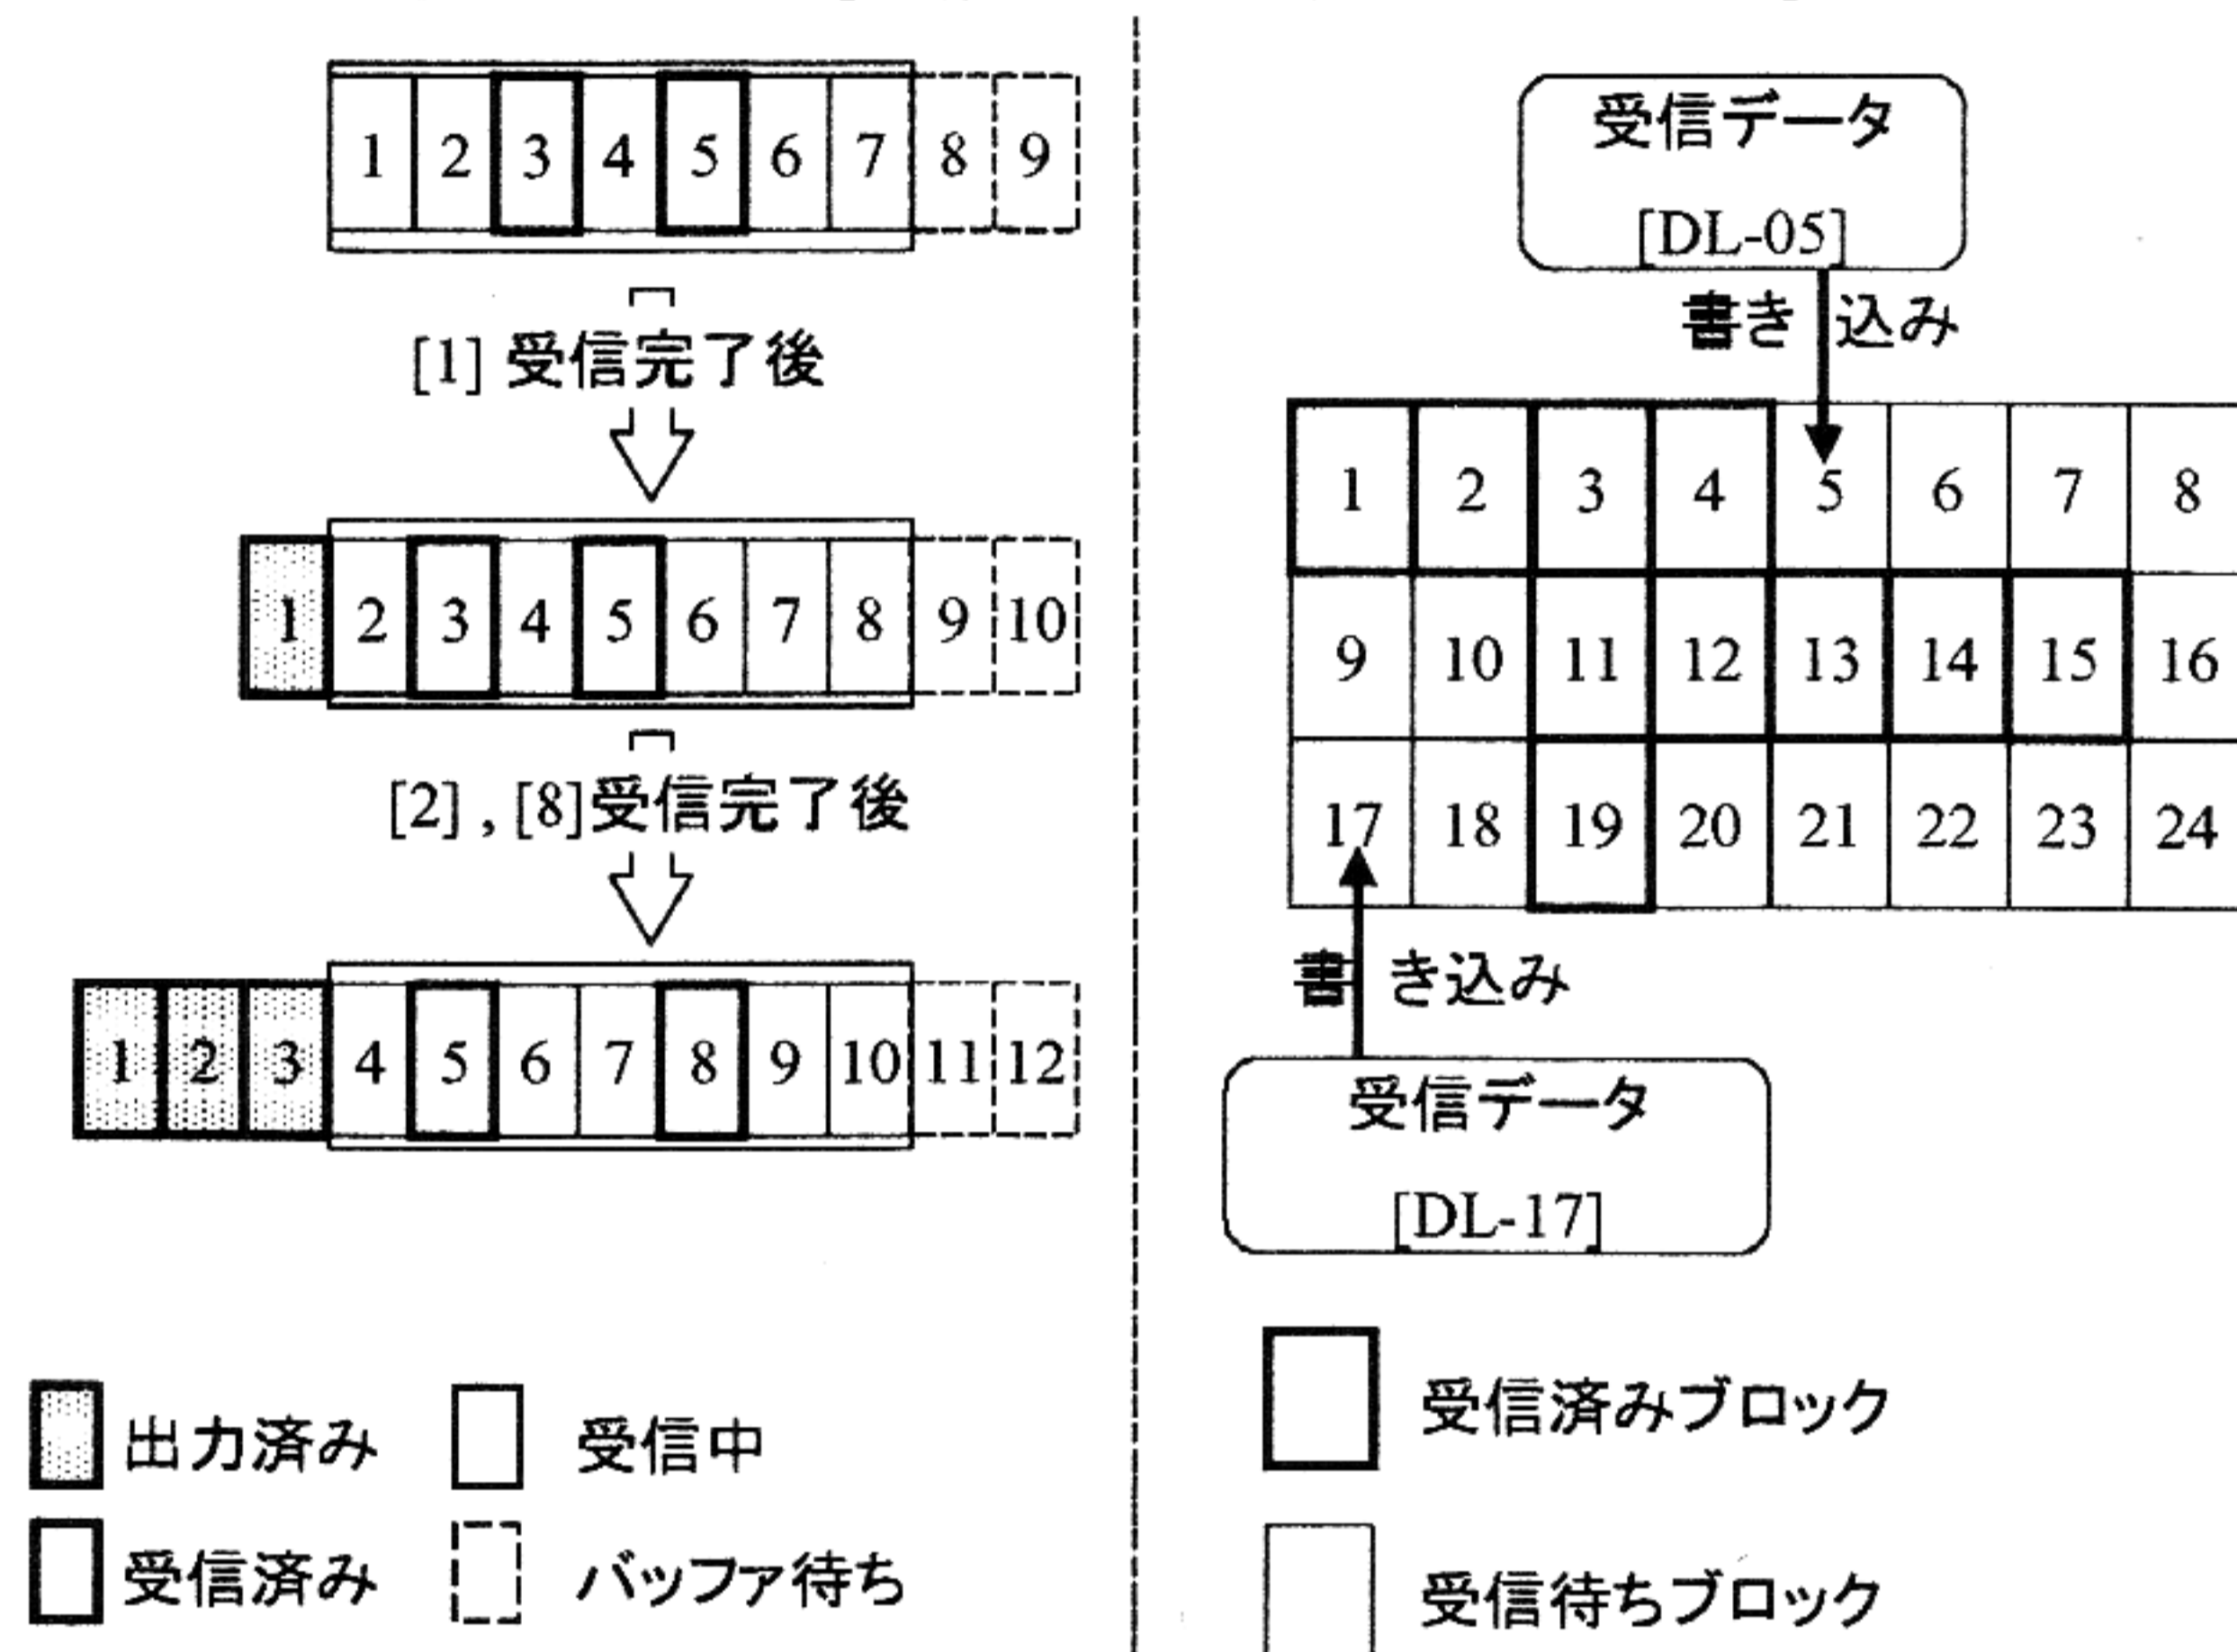 1 2 3 4 5 6 7 8 9
[1] 受信完了後
1 2 3 4 5 6 7 8 9 10
[2] , [8]受信完了後
1 2 3 4 5 6 7 8 9 10 11 12
出力済み 受信中
受信済み バッファ待ち
受信データ
[DL-05]
書き込み
1 2 3 4 5 6 7 8
9 10 11 12 13 14 15 16
17 18 19 20 21 22 23 24
書き込み
受信データ
[DL-17]
受信済みブロック
受信待ちブロック